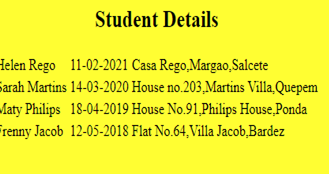 Student Details
Helen Rego 11-02-2021 Casa Rego,Margao,Salcete
Sarah Martins 14-03-2020 House no.203,Martins Villa,Quepem
Maty Philips 18-04-2019 House No.91,Philips House,Ponda
Frenny Jacob 12-05-2018 Flat No.64,Villa Jacob,Bardez